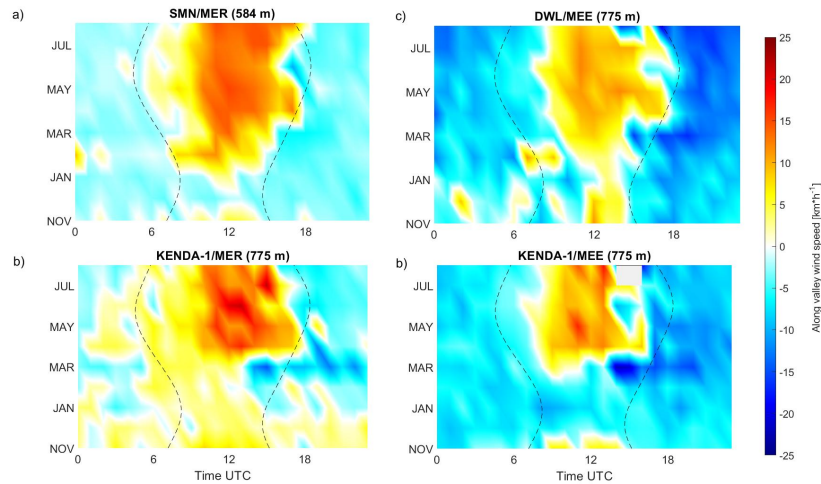 a)
SMN/MER (584 m)
JUL
MAY
MAR
JAN
NOV
0
6
12
18
c)
DWL/MEE (775 m)
JUL
MAY
MAR
JAN
NOV
0
6
12
18
b)
KENDA-1/MER (775 m)
JUL
MAY
MAR
JAN
NOV
0
6
12
18
Time UTC
b)
KENDA-1/MEE (775 m)
JUL
MAY
MAR
JAN
NOV
0
6
12
18
Time UTC
25
20
15
10
5
0
-5
-10
-15
-20
-25
Along valley wind speed [km*h⁻¹]